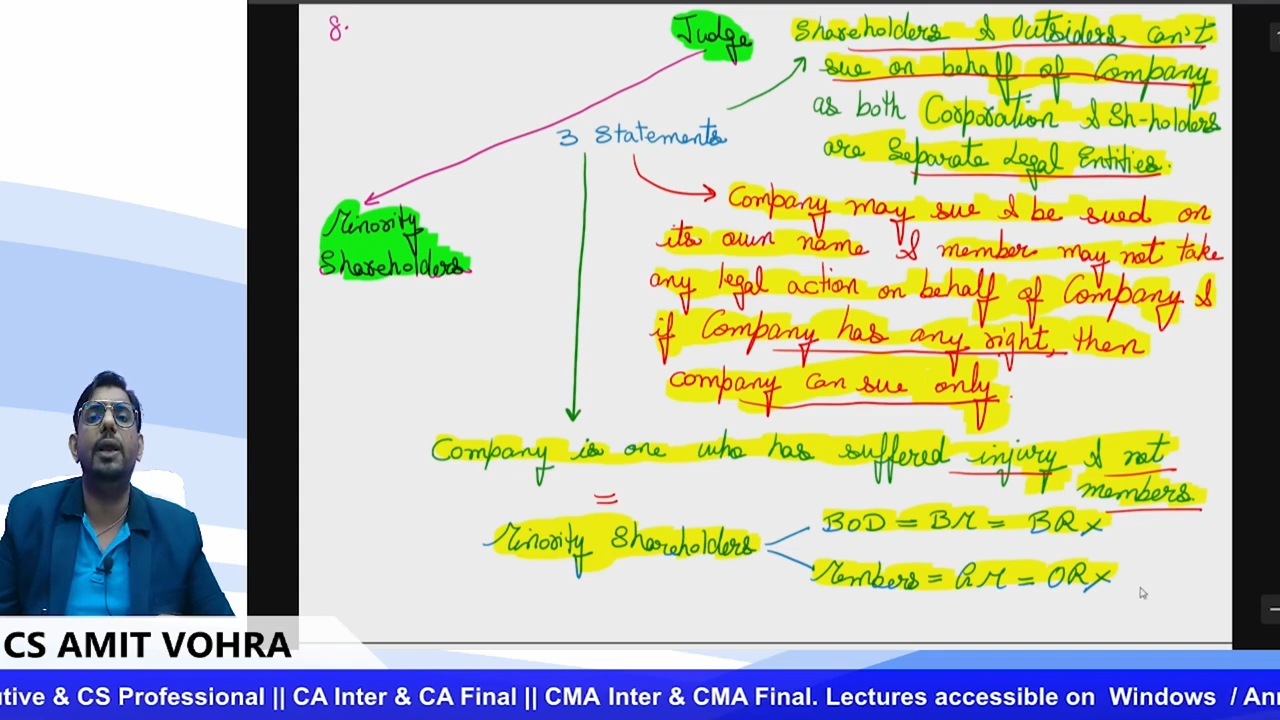 8.
Judge
Shareholders & Outsiders can't
sue on behalf of Company
as both Corporation & Sh-holders
are Separate Legal Entities.
3 Statements
Company may sue & be sued on
its own name & member may not take
any legal action on behalf of Company &
if Company has any right, then
company can sue only.
Minority
Shareholders
Company is one who has suffered injury & not
members.
=
Minority Shareholders
BOD = BM = BR x
Members = GM = OR x
CS AMIT VOHRA
utive & CS Professional || CA Inter & CA Final || CMA Inter & CMA Final. Lectures accessible on Windows / An